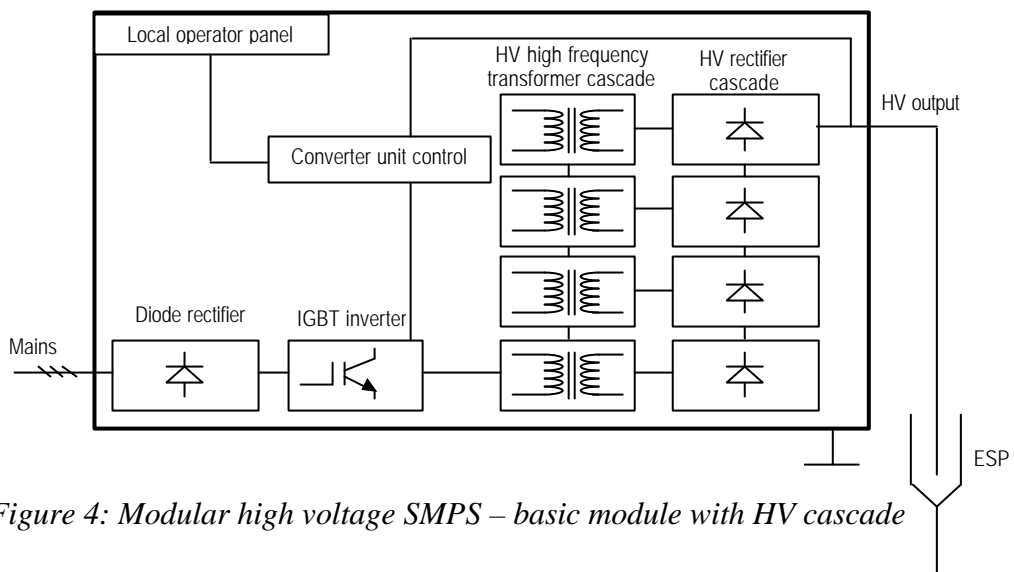 Local operator panel
HV high frequency
transformer cascade
HV rectifier
cascade
HV output
Converter unit control
Diode rectifier
IGBT inverter
Mains
ESP
Figure 4: Modular high voltage SMPS – basic module with HV cascade